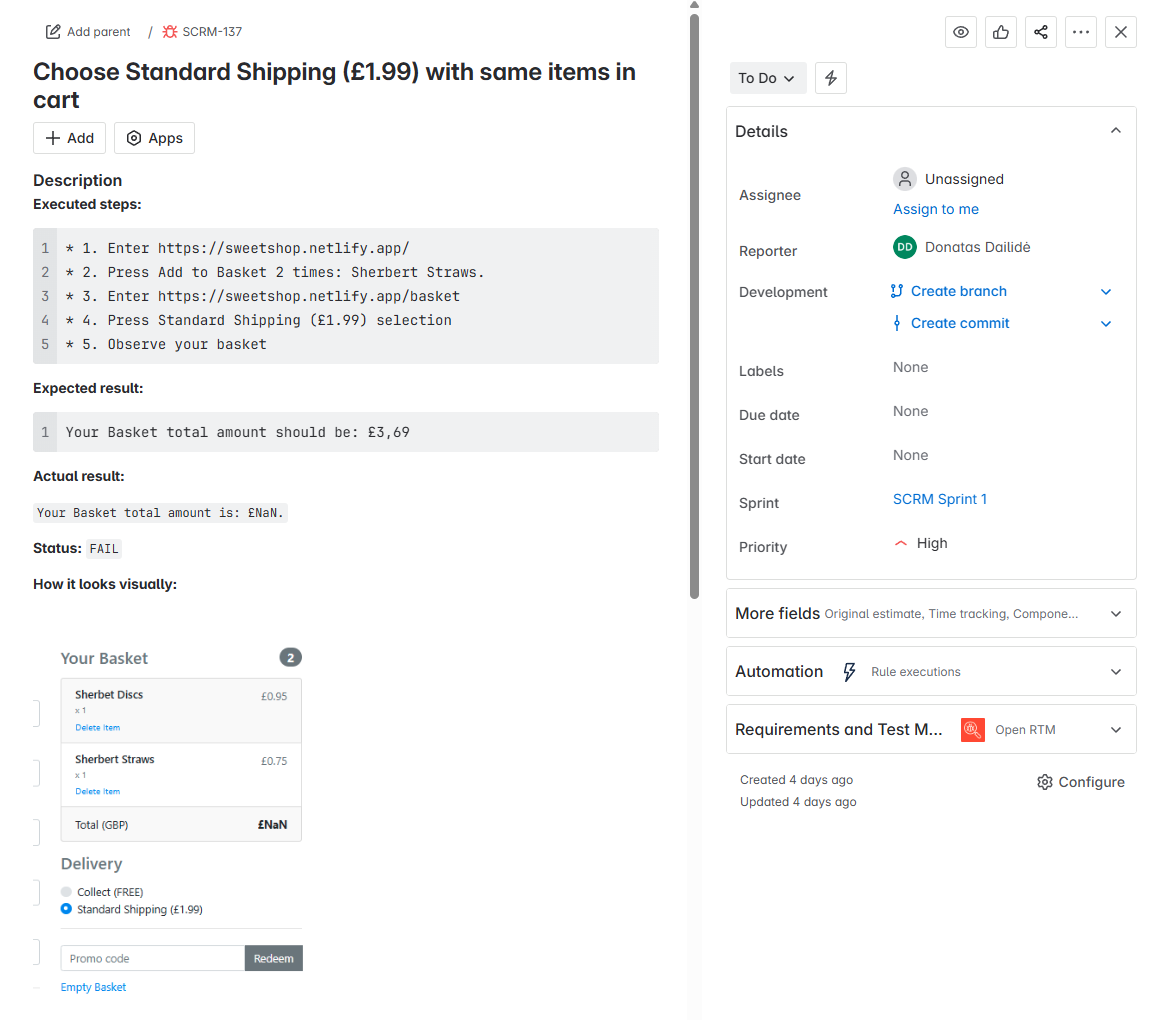 Add parent / SCRM-137
Choose Standard Shipping (£1.99) with same items in
cart
Add Apps
Description
Executed steps:
1 * 1. Enter https://sweetshop.netlify.app/
2 * 2. Press Add to Basket 2 times: Sherbert Straws.
3 * 3. Enter https://sweetshop.netlify.app/basket
4 * 4. Press Standard Shipping (£1.99) selection
5 * 5. Observe your basket
Expected result:
1 Your Basket total amount should be: £3,69
Actual result:
Your Basket total amount is: £NaN.
Status: FAIL
How it looks visually:
Your Basket 2
Sherbet Discs £0.95
x 1
Delete Item
Sherbert Straws £0.75
x 1
Delete Item
Total (GBP) £NaN
Delivery
Collect (FREE)
Standard Shipping (£1.99)
Promo code Redeem
Empty Basket
To Do
Details
Assignee Unassigned
Assign to me
Reporter DD Donatas Dailidė
Development Create branch
Create commit
Labels None
Due date None
Start date None
Sprint SCRM Sprint 1
Priority High
More fields Original estimate, Time tracking, Compone...
Automation Rule executions
Requirements and Test M... Open RTM
Created 4 days ago Configure
Updated 4 days ago